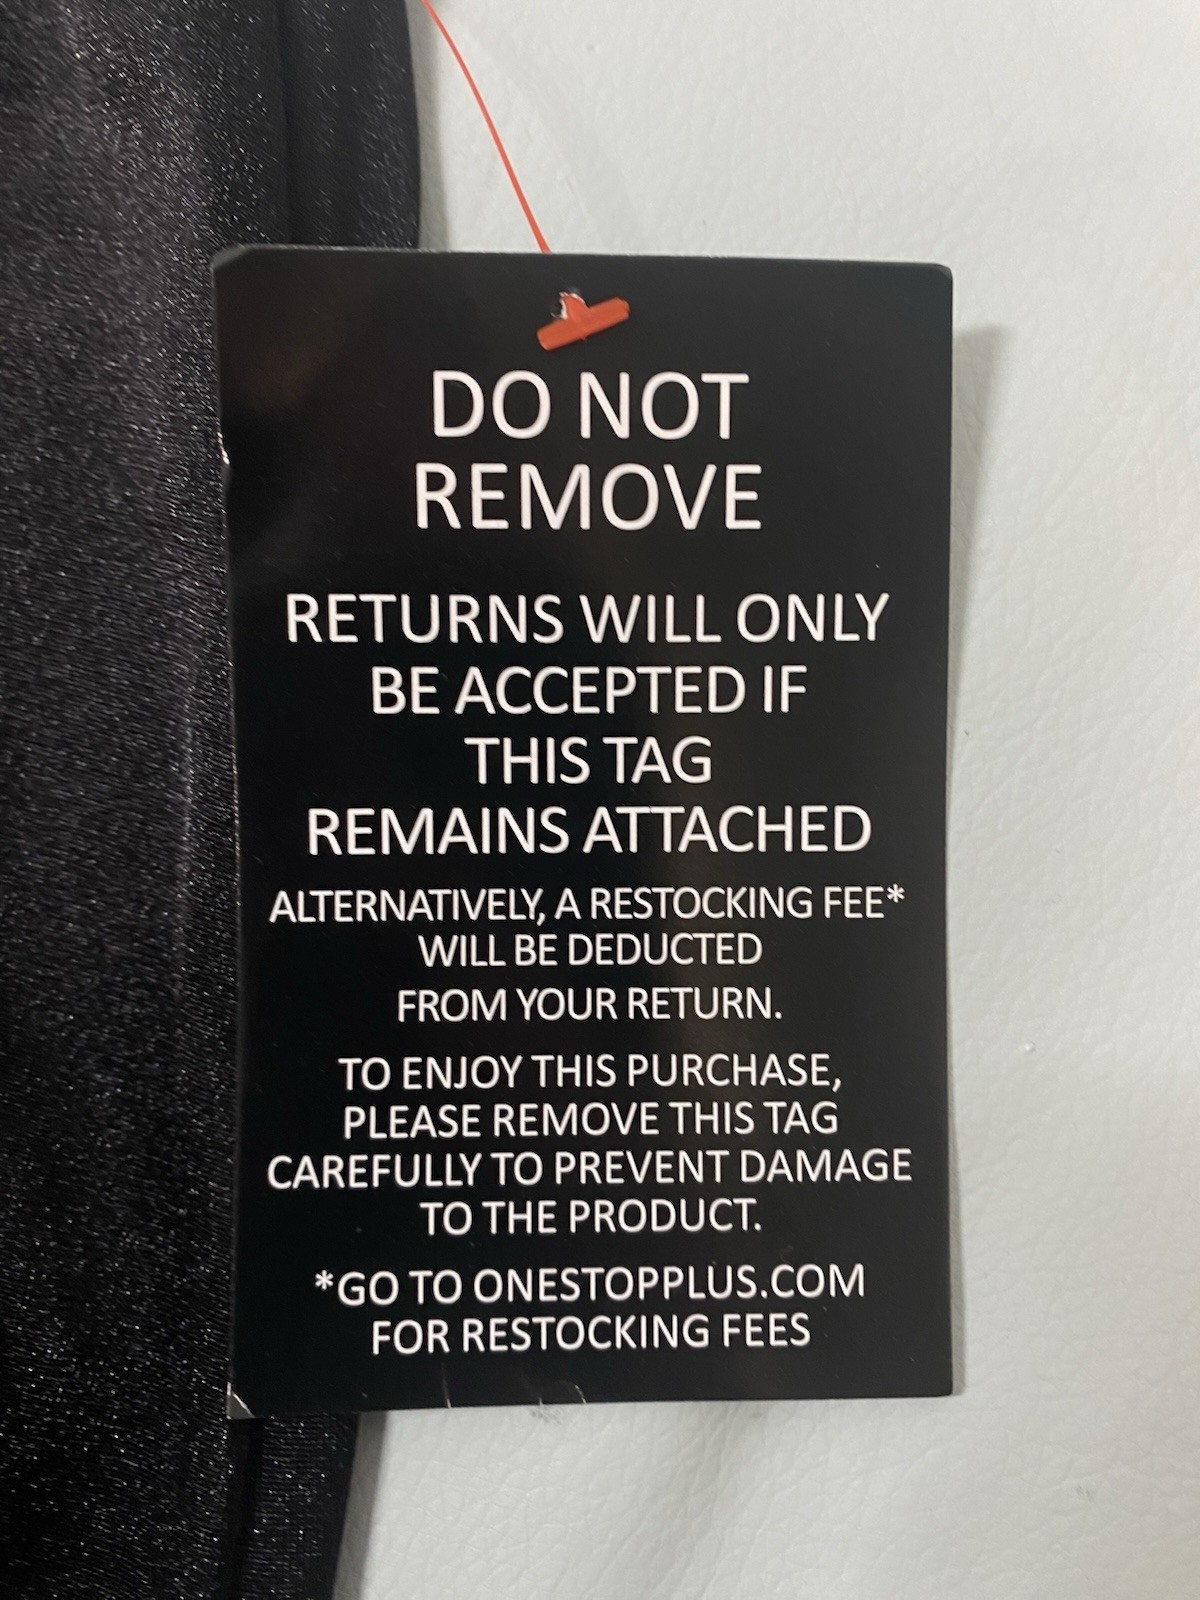 DO NOT
REMOVE
RETURNS WILL ONLY
BE ACCEPTED IF
THIS TAG
REMAINS ATTACHED
ALTERNATIVELY, A RESTOCKING FEE*
WILL BE DEDUCTED
FROM YOUR RETURN.
TO ENJOY THIS PURCHASE,
PLEASE REMOVE THIS TAG
CAREFULLY TO PREVENT DAMAGE
TO THE PRODUCT.
*GO TO ONESTOPPLUS.COM
FOR RESTOCKING FEES